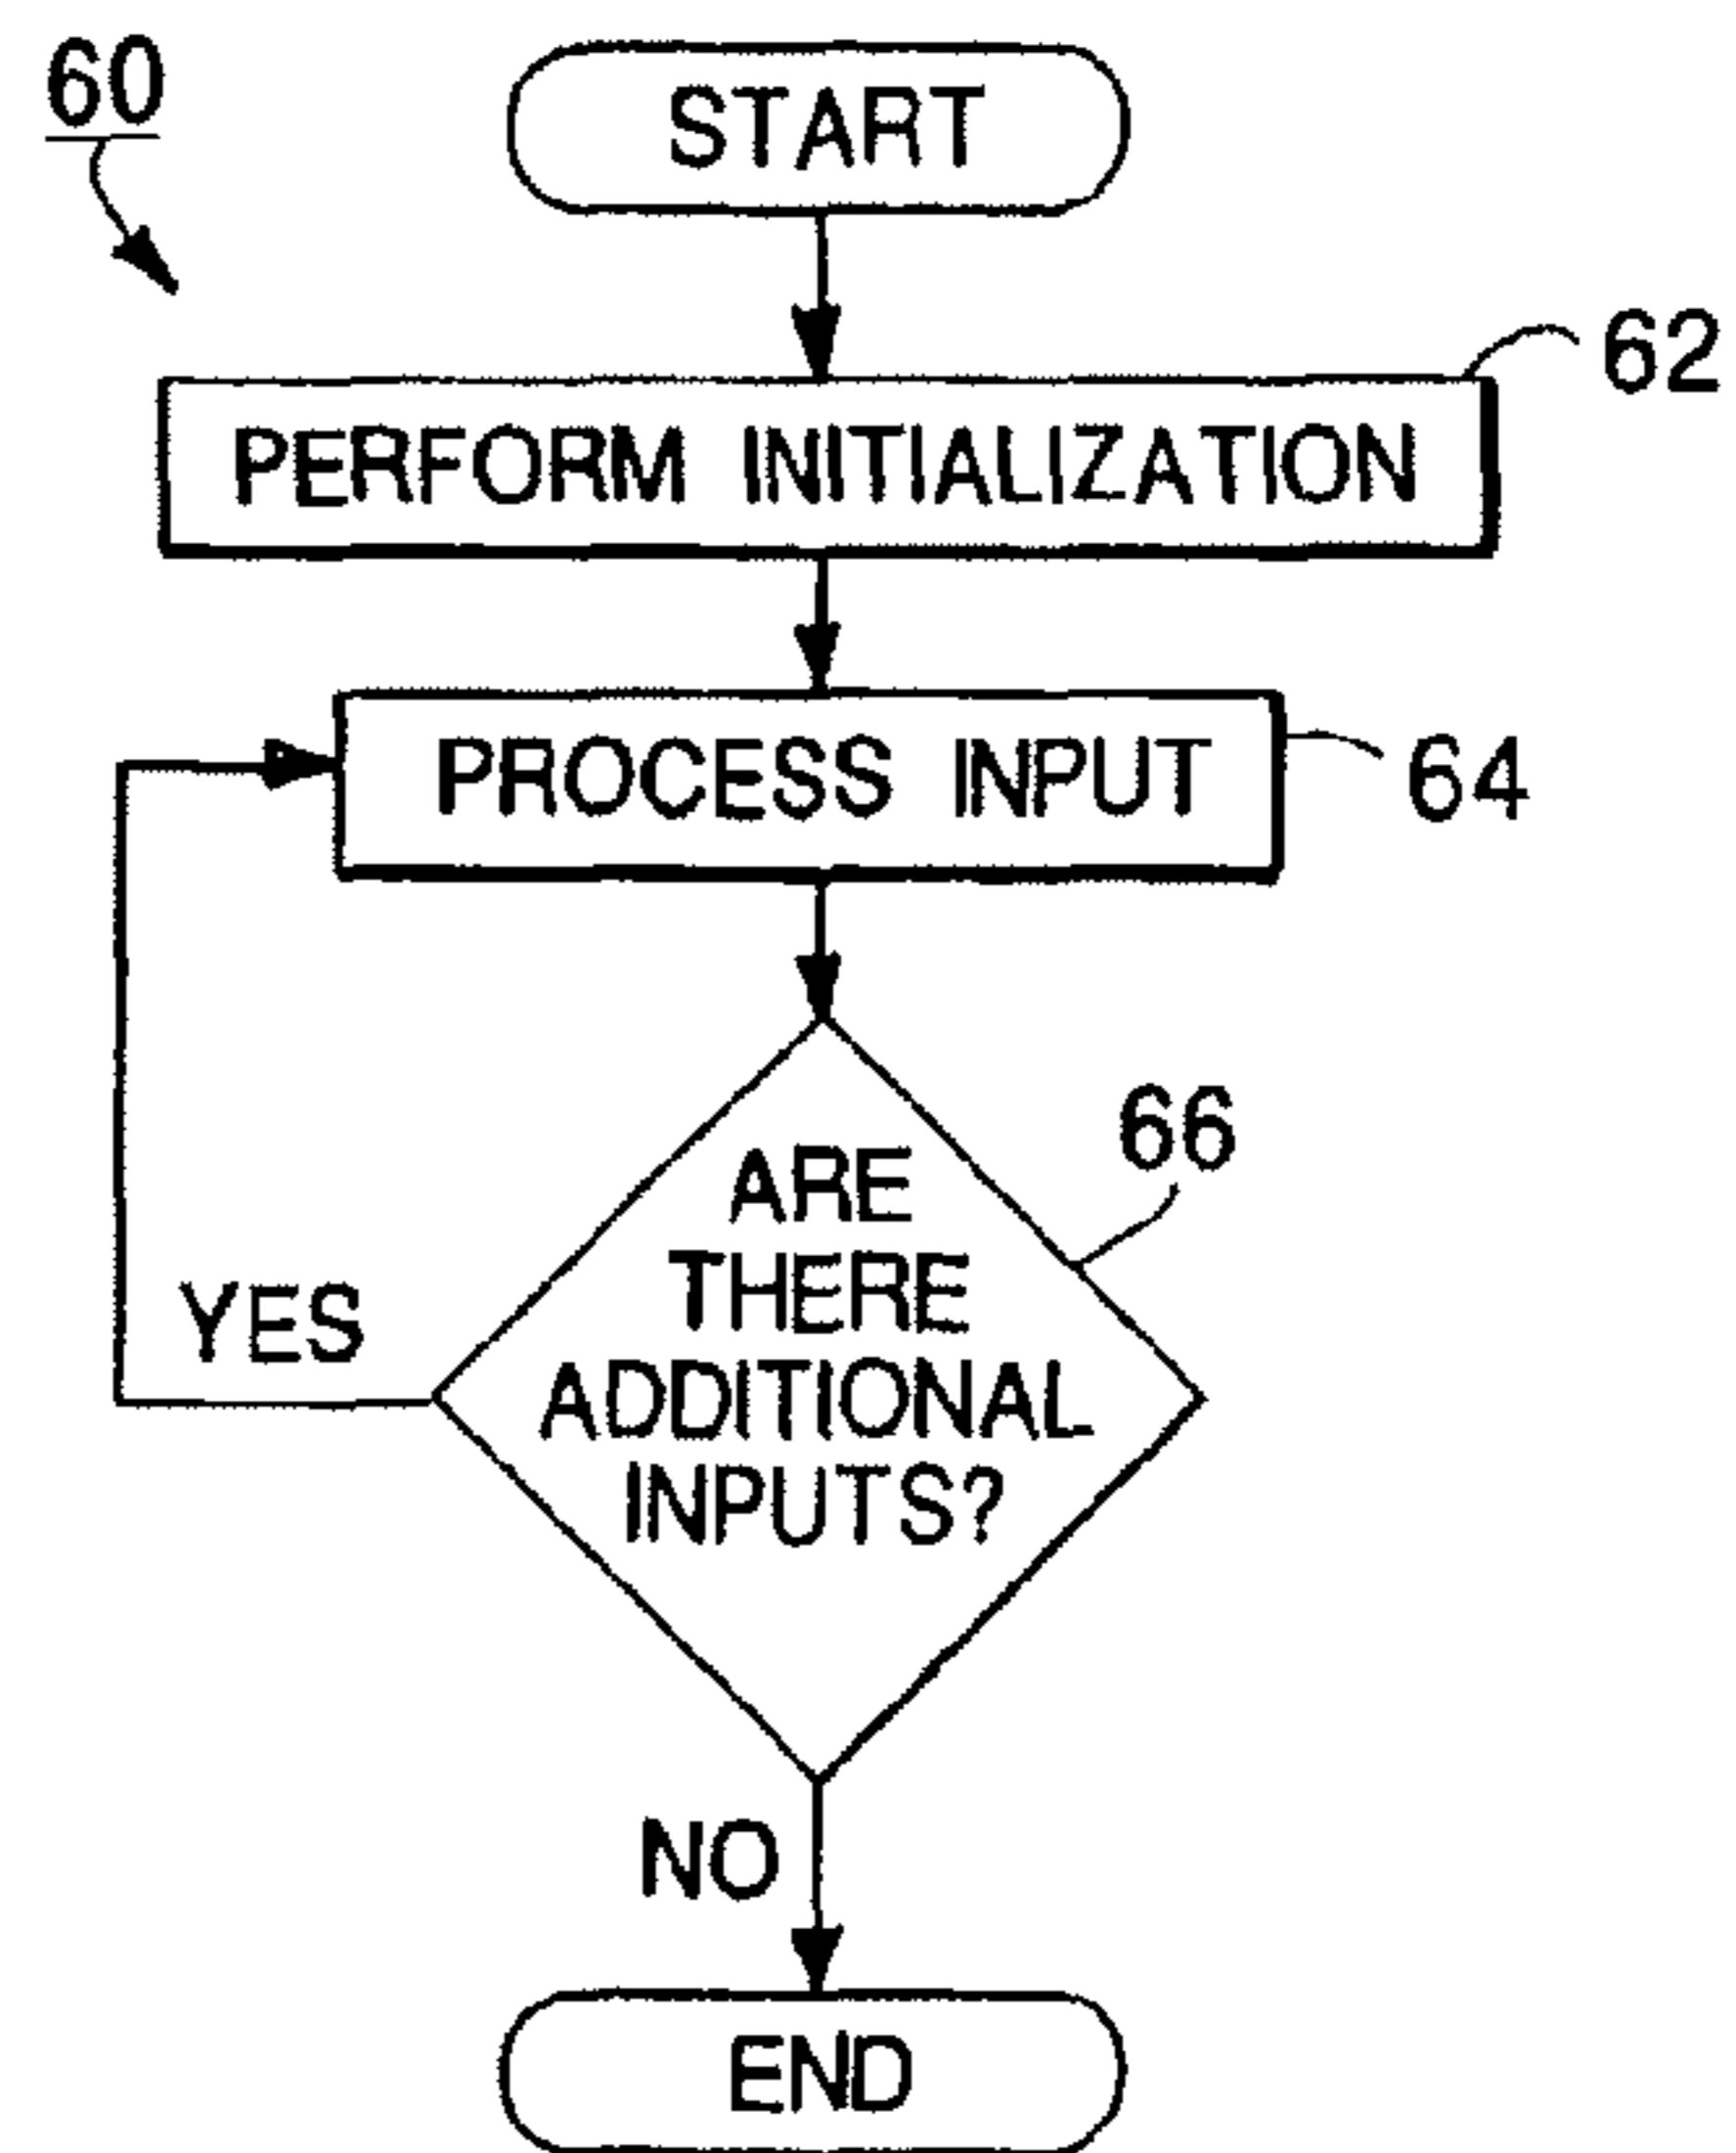 60
START
62
PERFORM INITIALIZATION
PROCESS INPUT
64
66
ARE
THERE
ADDITIONAL
INPUTS?
YES
NO
END